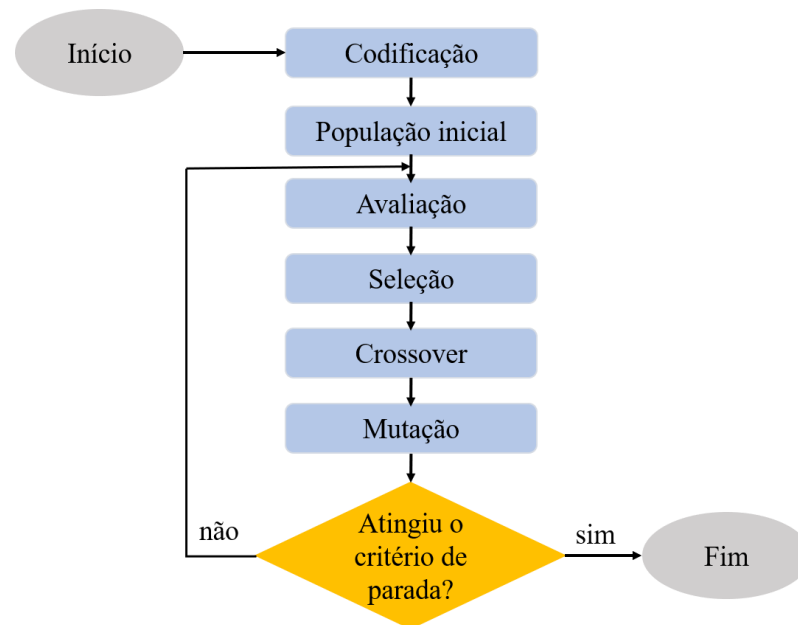 Início
Codificação
População inicial
Avaliação
Seleção
Crossover
Mutação
Atingiu o
critério de
parada?
não
sim
Fim